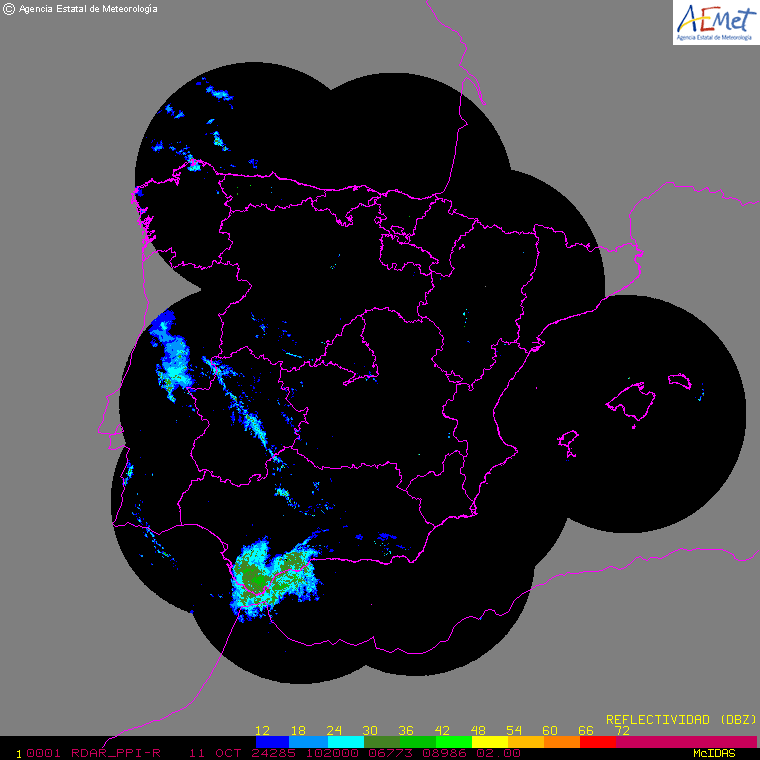 © Agencia Estatal de Meteorología
AEMet
Agencia Estatal de Meteorología
REFLECTIVIDAD (DBZ)
12 18 24 30 36 42 48 54 60 66 72
1 0001 RDAR_PPI-R 11 OCT 24285 102000 06773 08986 02.00 McIDAS